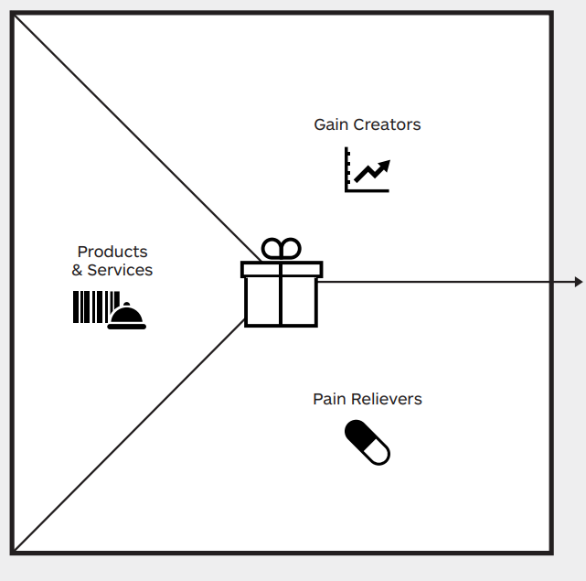 Gain Creators
Products
& Services
Pain Relievers